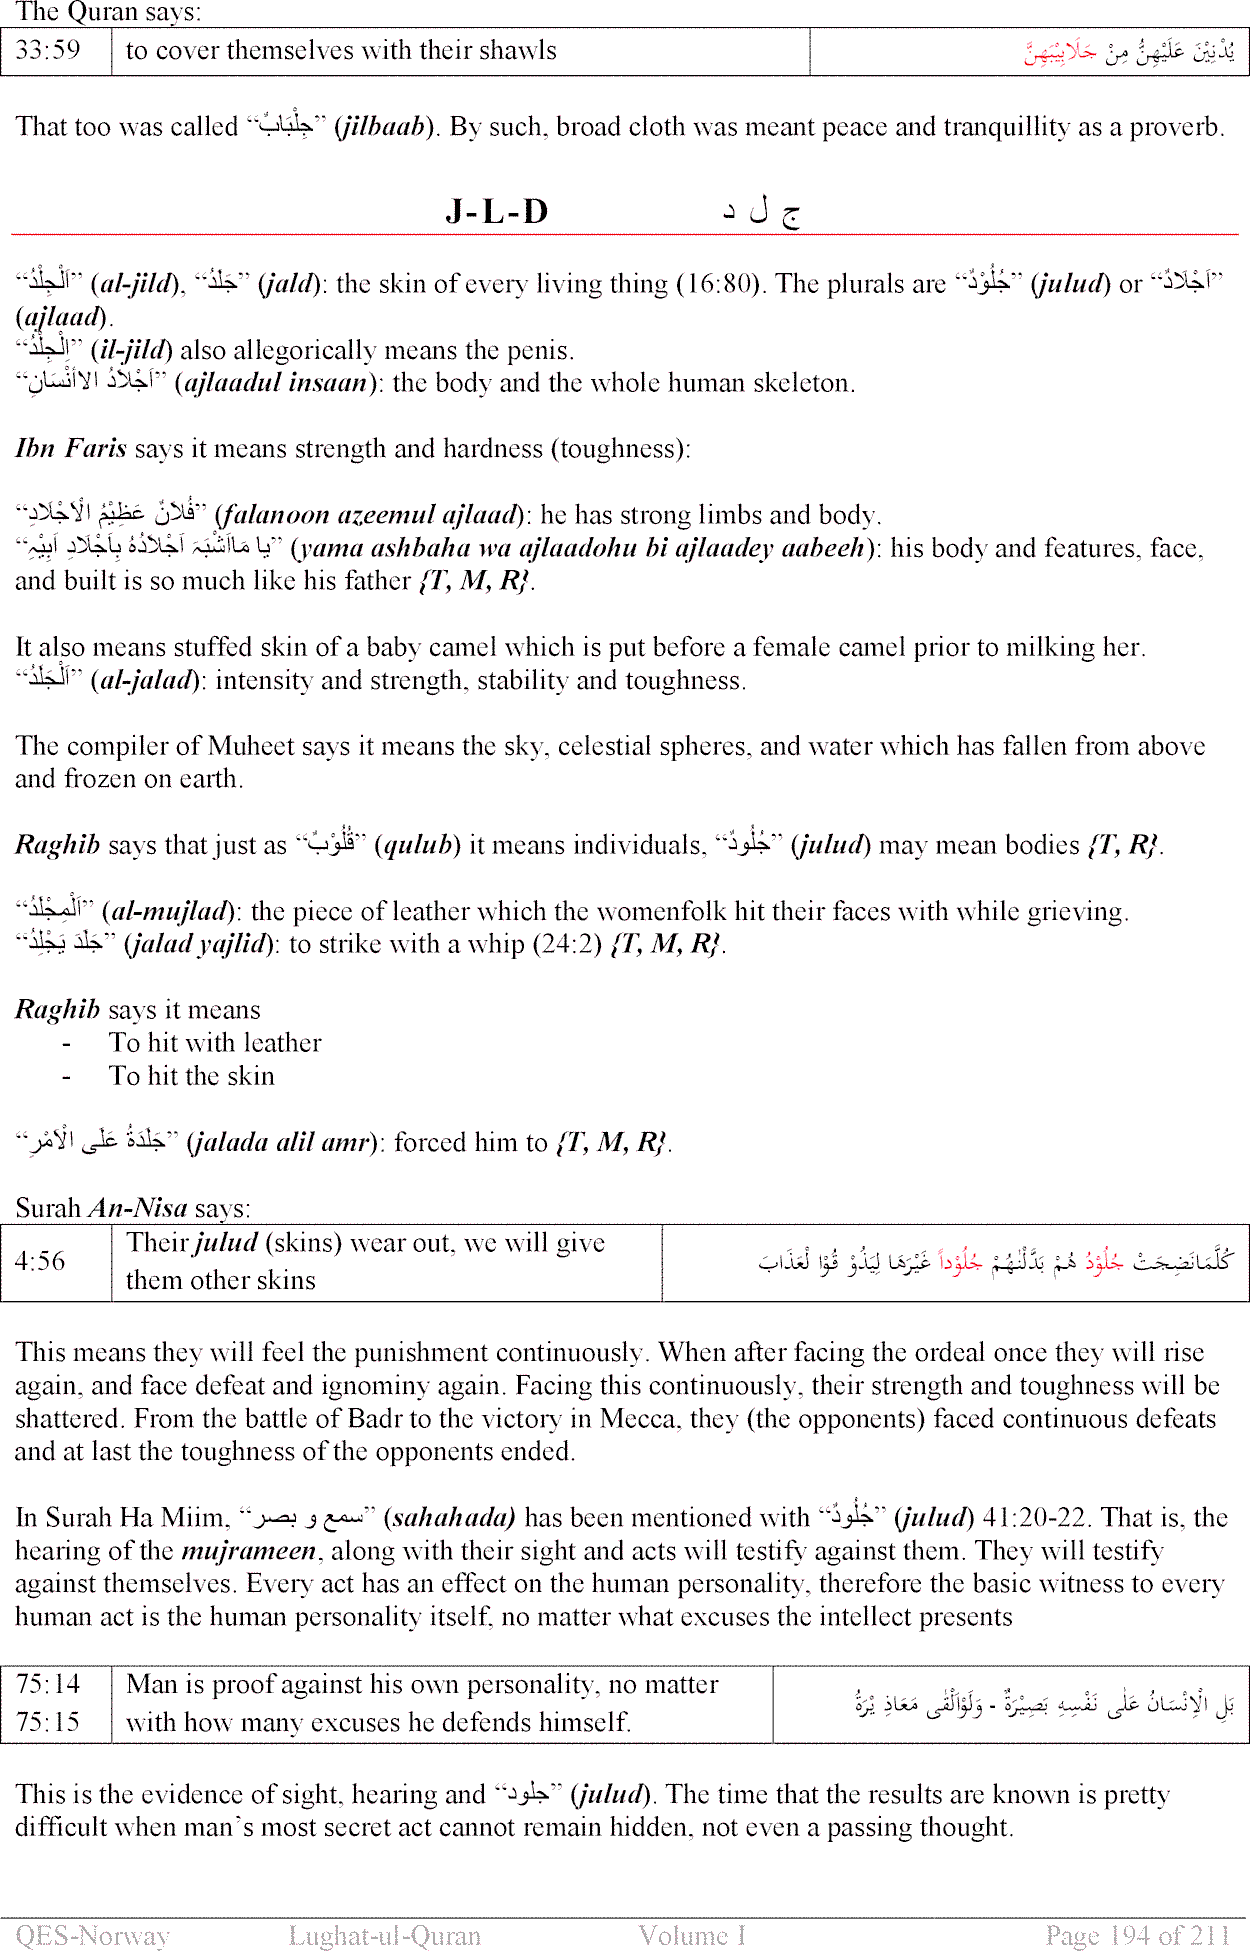 The Quran says:
33:59 to cover themselves with their shawls يُدْنِيْنَ عَلَيْهِنَّ مِنْ جَلَابِيْبِهِنَّ
That too was called “جِلْبَابٌ” (jilbaab). By such, broad cloth was meant peace and tranquillity as a proverb.
J-L-D ج ل د
“اَلْجِلْدُ” (al-jild), “جَلَدُ” (jald): the skin of every living thing (16:80). The plurals are “جُلُوْدٌ” (julud) or “اَجْلَادٌ”
(ajlaad).
“اِلْجِلْدُ” (il-jild) also allegorically means the penis.
“اَجْلَادُ الاأنْسَانِ” (ajlaadul insaan): the body and the whole human skeleton.
Ibn Faris says it means strength and hardness (toughness):
“فُلَانٌ عَظِيْمُ الْاَجْلَادِ” (falanoon azeemul ajlaad): he has strong limbs and body.
“یا مَااَشْبَہَ اَجْلَادُہُ بِاَجْلَادِ اَبِیْہِ” (yama ashbaha wa ajlaadohu bi ajlaadey aabeeh): his body and features, face,
and built is so much like his father {T, M, R}.
It also means stuffed skin of a baby camel which is put before a female camel prior to milking her.
“اَلْجَلَدُ” (al-jalad): intensity and strength, stability and toughness.
The compiler of Muheet says it means the sky, celestial spheres, and water which has fallen from above
and frozen on earth.
Raghib says that just as “قُلُوْبٌ” (qulub) it means individuals, “جُلُودٌ” (julud) may mean bodies {T, R}.
“اَلْمِجْلَدُ” (al-mujlad): the piece of leather which the womenfolk hit their faces with while grieving.
“جَلَدَ يَجْلِدُ” (jalad yajlid): to strike with a whip (24:2) {T, M, R}.
Raghib says it means
- To hit with leather
- To hit the skin
“جَلَدَهُ عَلَى الْاَمْرِ” (jalada alil amr): forced him to {T, M, R}.
Surah An-Nisa says:
4:56 Their julud (skins) wear out, we will give كُلَّمَانَضِجَتْ جُلُوْدُ هُمْ بَدَّلْنٰهُمْ جُلُوْداً غَيْرَهَا لِيَذُوْ قُوْا لْعَذَابَ
them other skins
This means they will feel the punishment continuously. When after facing the ordeal once they will rise
again, and face defeat and ignominy again. Facing this continuously, their strength and toughness will be
shattered. From the battle of Badr to the victory in Mecca, they (the opponents) faced continuous defeats
and at last the toughness of the opponents ended.
In Surah Ha Miim, “سمع و بصر” (sahahada) has been mentioned with “جُلُودٌ” (julud) 41:20-22. That is, the
hearing of the mujrameen, along with their sight and acts will testify against them. They will testify
against themselves. Every act has an effect on the human personality, therefore the basic witness to every
human act is the human personality itself, no matter what excuses the intellect presents
75:14 Man is proof against his own personality, no matter بَلِ الْاِنْسَانُ عَلٰى نَفْسِهِ بَصِيْرَةٌ - وَلَوْاَلْقٰى مَعَاذِ يْرَهُ
75:15 with how many excuses he defends himself.
This is the evidence of sight, hearing and “جلود” (julud). The time that the results are known is pretty
difficult when man`s most secret act cannot remain hidden, not even a passing thought.
QES-Norway Lughat-ul-Quran Volume I Page 194 of 211